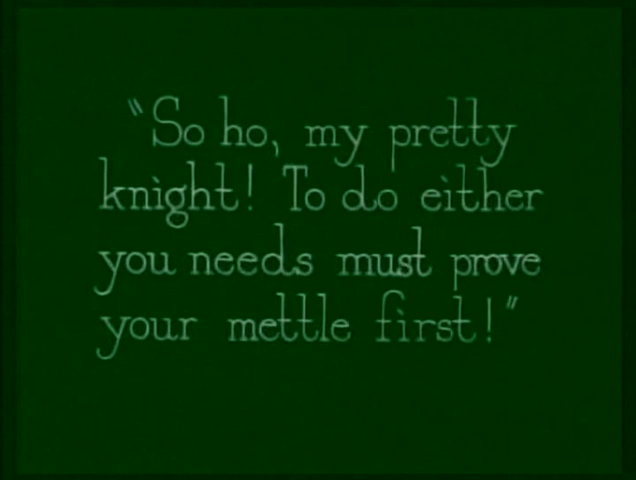 "So ho, my pretty
knight! To do either
you needs must prove
your mettle first!"